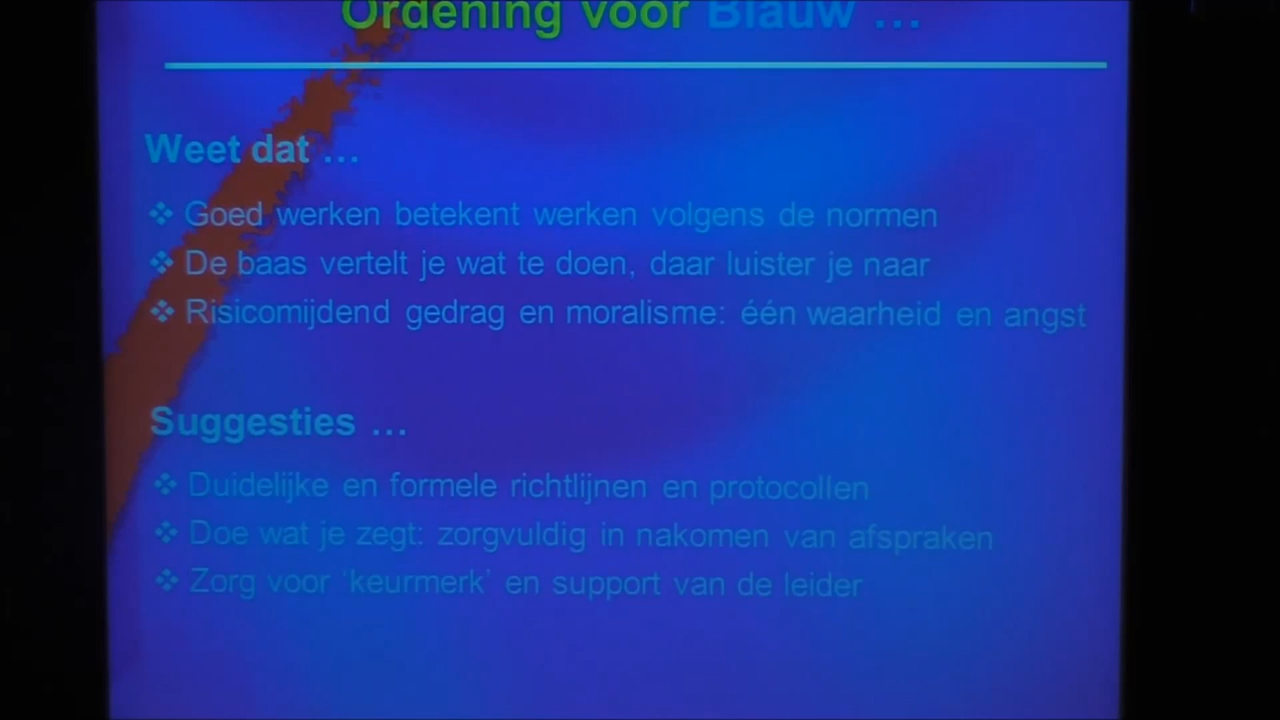 Ordening voor Blauw ...
Weet dat ...
❖ Goed werken betekent werken volgens de normen
❖ De baas vertelt je wat te doen, daar luister je naar
❖ Risicomijdend gedrag en moralisme: één waarheid en angst
Suggesties ...
❖ Duidelijke en formele richtlijnen en protocollen
❖ Doe wat je zegt: zorgvuldig in nakomen van afspraken
❖ Zorg voor ‘keurmerk’ en support van de leider